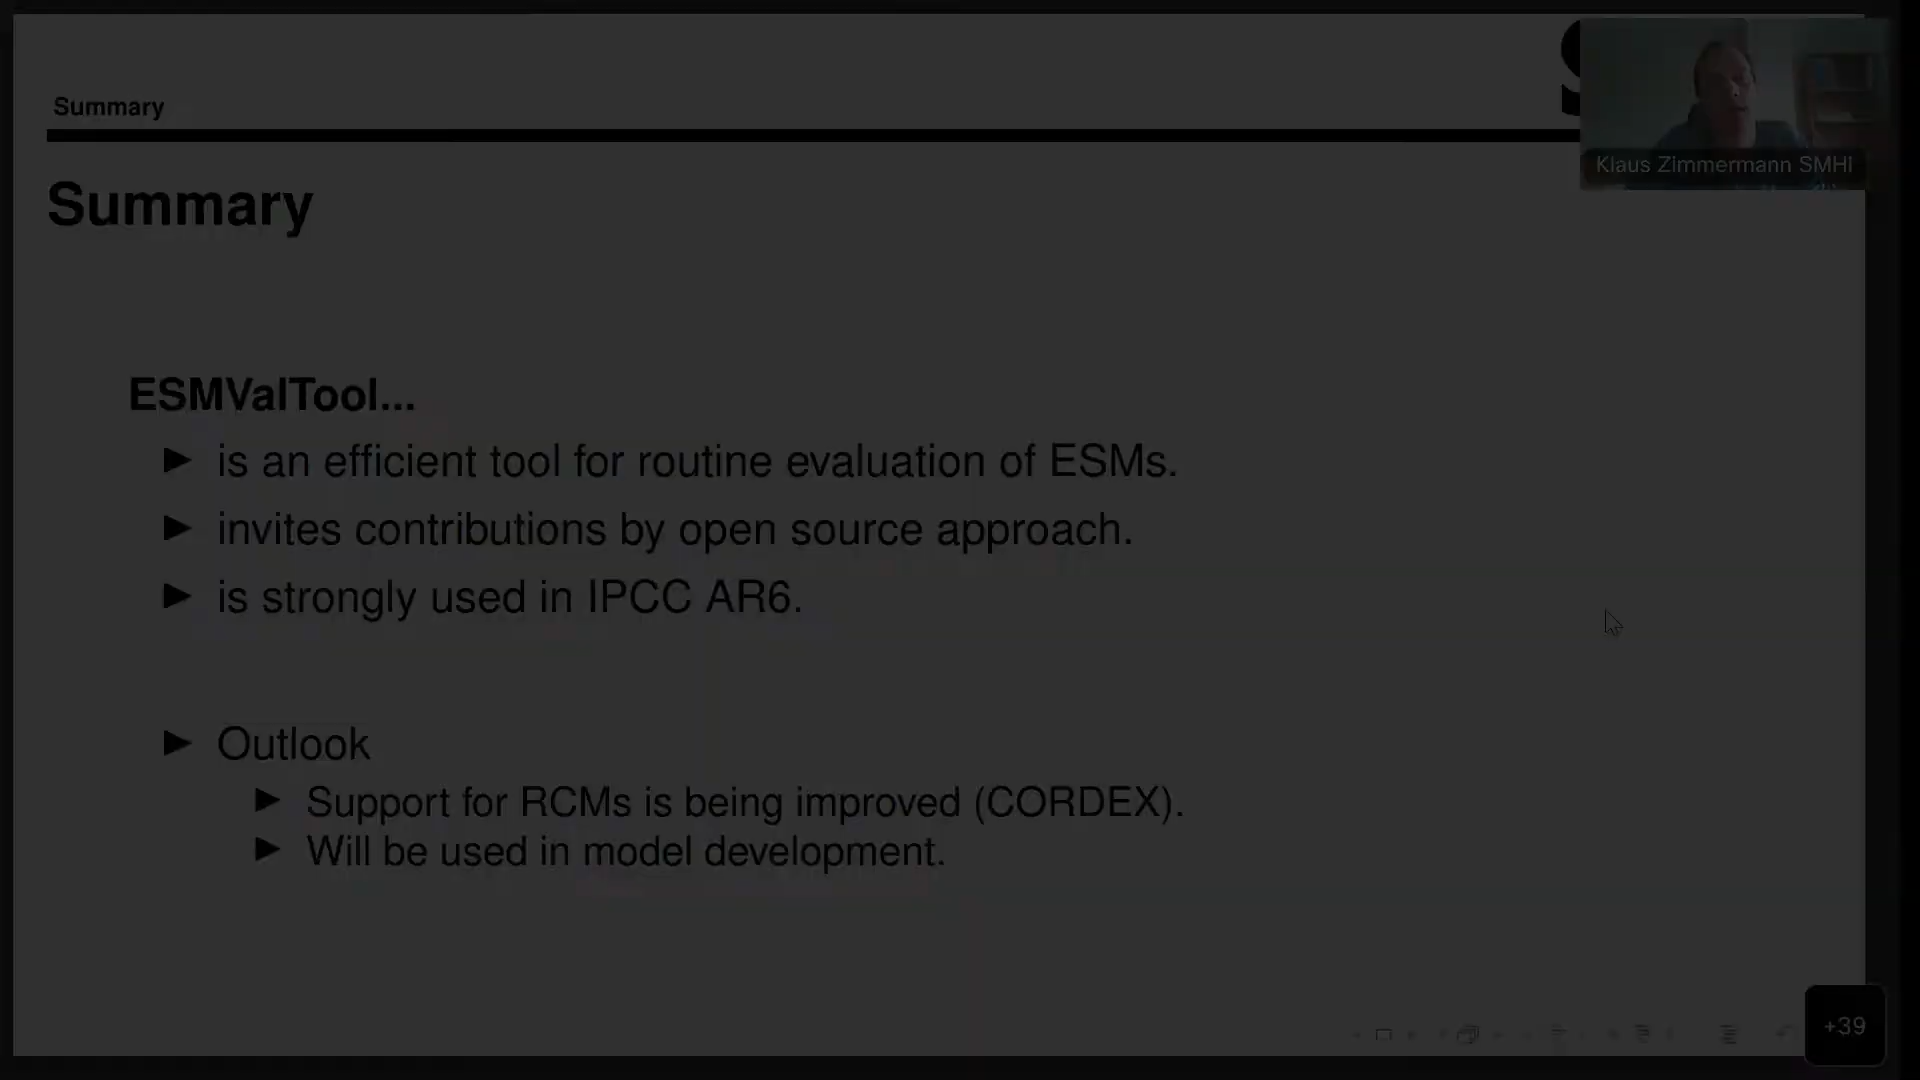 Summary
Klaus Zimmermann SMHI
Summary
ESMValTool...
is an efficient tool for routine evaluation of ESMs.
invites contributions by open source approach.
is strongly used in IPCC AR6.
Outlook
Support for RCMs is being improved (CORDEX).
Will be used in model development.
+39